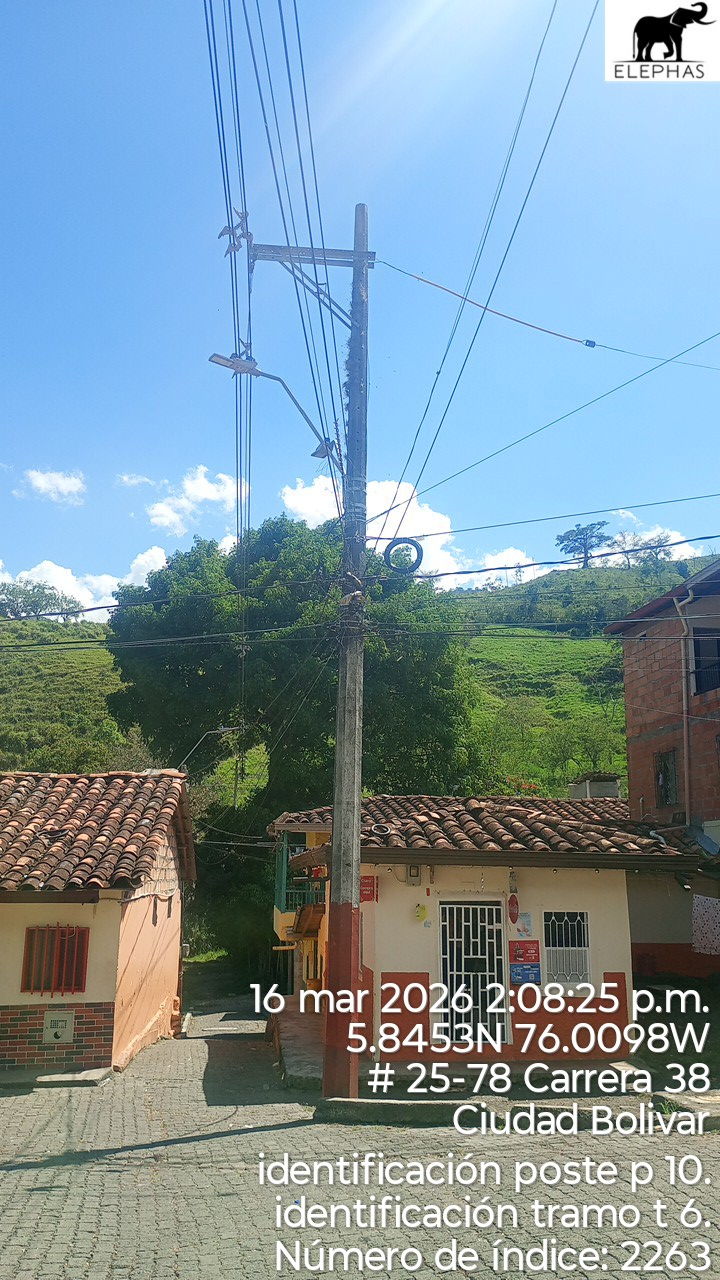 ELEPHAS
16 mar 2026 2:08:25 p.m.
5.8453N 76.0098W
# 25-78 Carrera 38
Ciudad Bolivar
identificación poste p 10.
identificación tramo t 6.
Número de índice: 2263